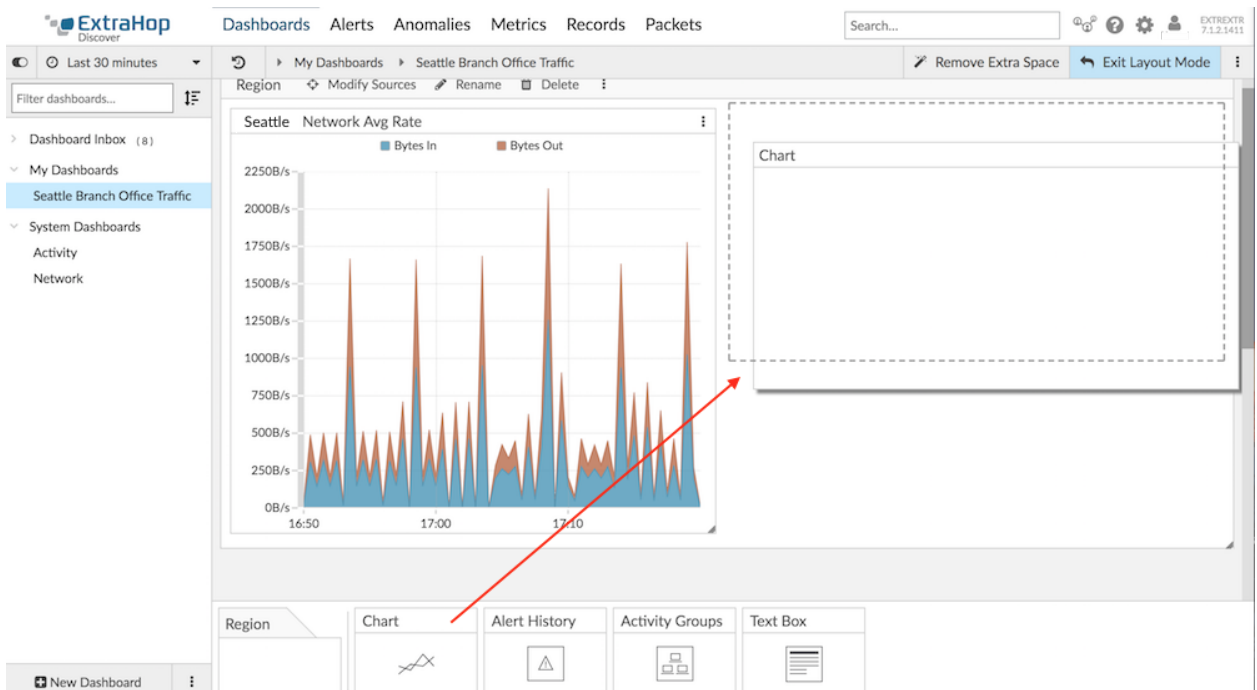 ExtraHop
Discover
Dashboards Alerts Anomalies Metrics Records Packets
Search...
EXTREXTR
7.1.2.1411
Last 30 minutes
My Dashboards Seattle Branch Office Traffic
Remove Extra Space
Exit Layout Mode
Filter dashboards...
Dashboard Inbox (8)
My Dashboards
Seattle Branch Office Traffic
System Dashboards
Activity
Network
New Dashboard
Region Modify Sources Rename Delete
Seattle Network Avg Rate
Bytes In Bytes Out
2250B/s
2000B/s
1750B/s
1500B/s
1250B/s
1000B/s
750B/s
500B/s
250B/s
0B/s
16:50 17:00 17:10
Chart
Region
Chart
Alert History
Activity Groups
Text Box